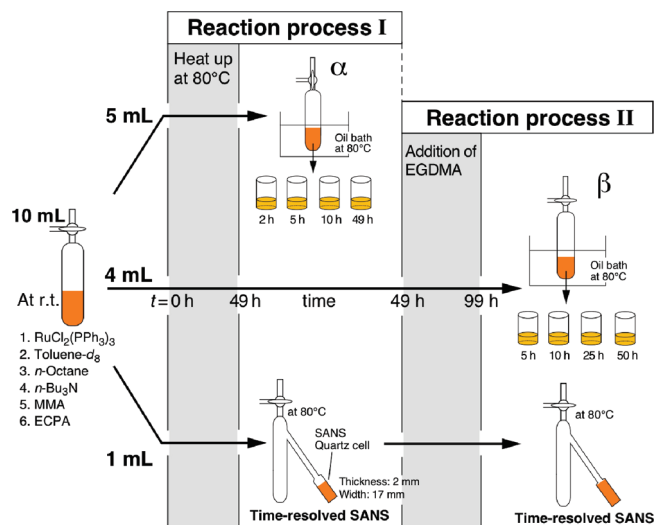 Reaction process I
Heat up
at 80°C
α
5 mL
Oil bath
at 80°C
2 h 5 h 10 h 49 h
Reaction process II
Addition of
EGDMA
β
10 mL
4 mL
Oil bath
at 80°C
At r.t.
t = 0 h 49 h time 49 h 99 h
5 h 10 h 25 h 50 h
1. RuCl2(PPh3)3
2. Toluene-d8
3. n-Octane
4. n-Bu3N
5. MMA
6. ECPA
1 mL
at 80°C
SANS
Quartz cell
Thickness: 2 mm
Width: 17 mm
Time-resolved SANS
at 80°C
Time-resolved SANS